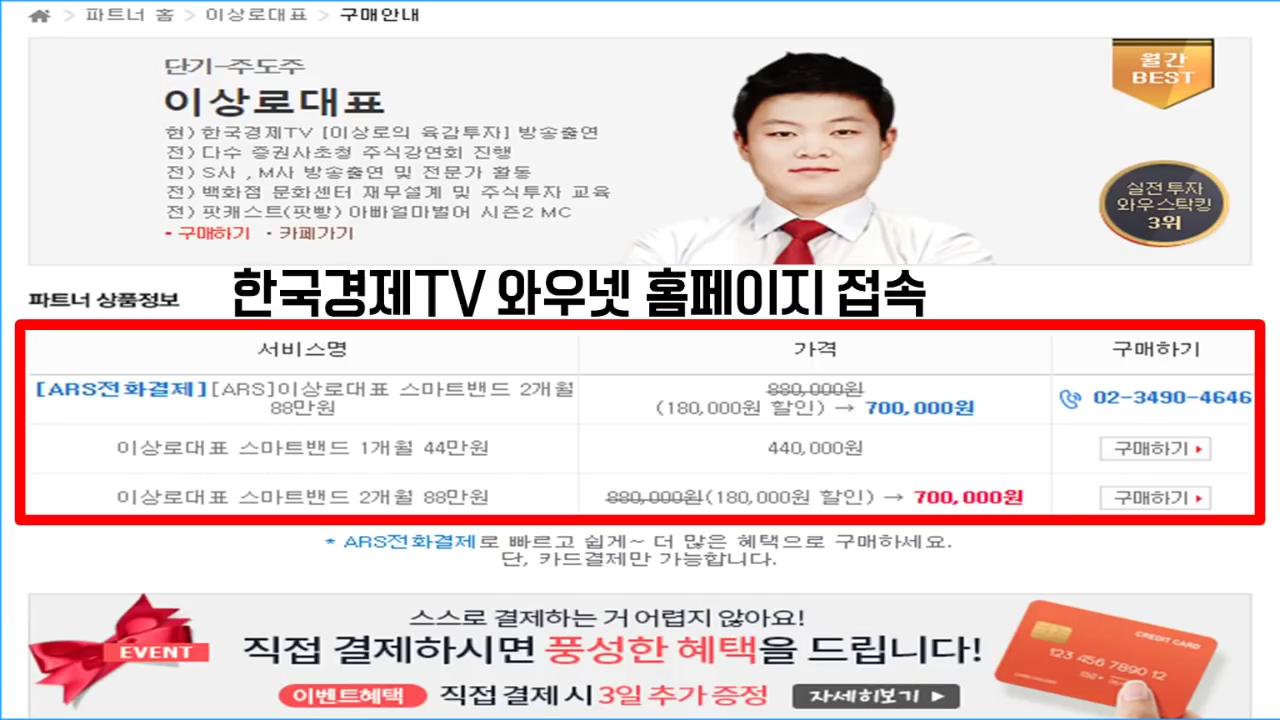 파트너 홈 > 이상로대표 > 구매안내
단기-주도주
이상로대표
현) 한국경제TV [이상로의 육감투자] 방송출연
전) 다수 증권사초청 주식강연회 진행
전) S사 , M사 방송출연 및 전문가 활동
전) 백화점 문화센터 재무설계 및 주식투자 교육
전) 팟캐스트(팟빵) 아빠얼마벌어 시즌2 MC
구매하기 · 카페가기
월간
BEST
실전투자
와우스탁킹
3위
파트너 상품정보
한국경제TV 와우넷 홈페이지 접속
서비스명 가격 구매하기
[ARS전화결제][ARS]이상로대표 스마트밴드 2개월
88만원
880,000원
(180,000원 할인) → 700,000원
02-3490-4646
이상로대표 스마트밴드 1개월 44만원 440,000원 구매하기
이상로대표 스마트밴드 2개월 88만원 880,000원(180,000원 할인) → 700,000원 구매하기
* ARS전화결제로 빠르고 쉽게~ 더 많은 혜택으로 구매하세요.
단, 카드결제만 가능합니다.
EVENT
스스로 결제하는 거 어렵지 않아요!
직접 결제하시면 풍성한 혜택을 드립니다!
이벤트혜택 직접 결제 시 3일 추가 증정 자세히보기 ▶
CREDIT CARD
123 456 7890 12